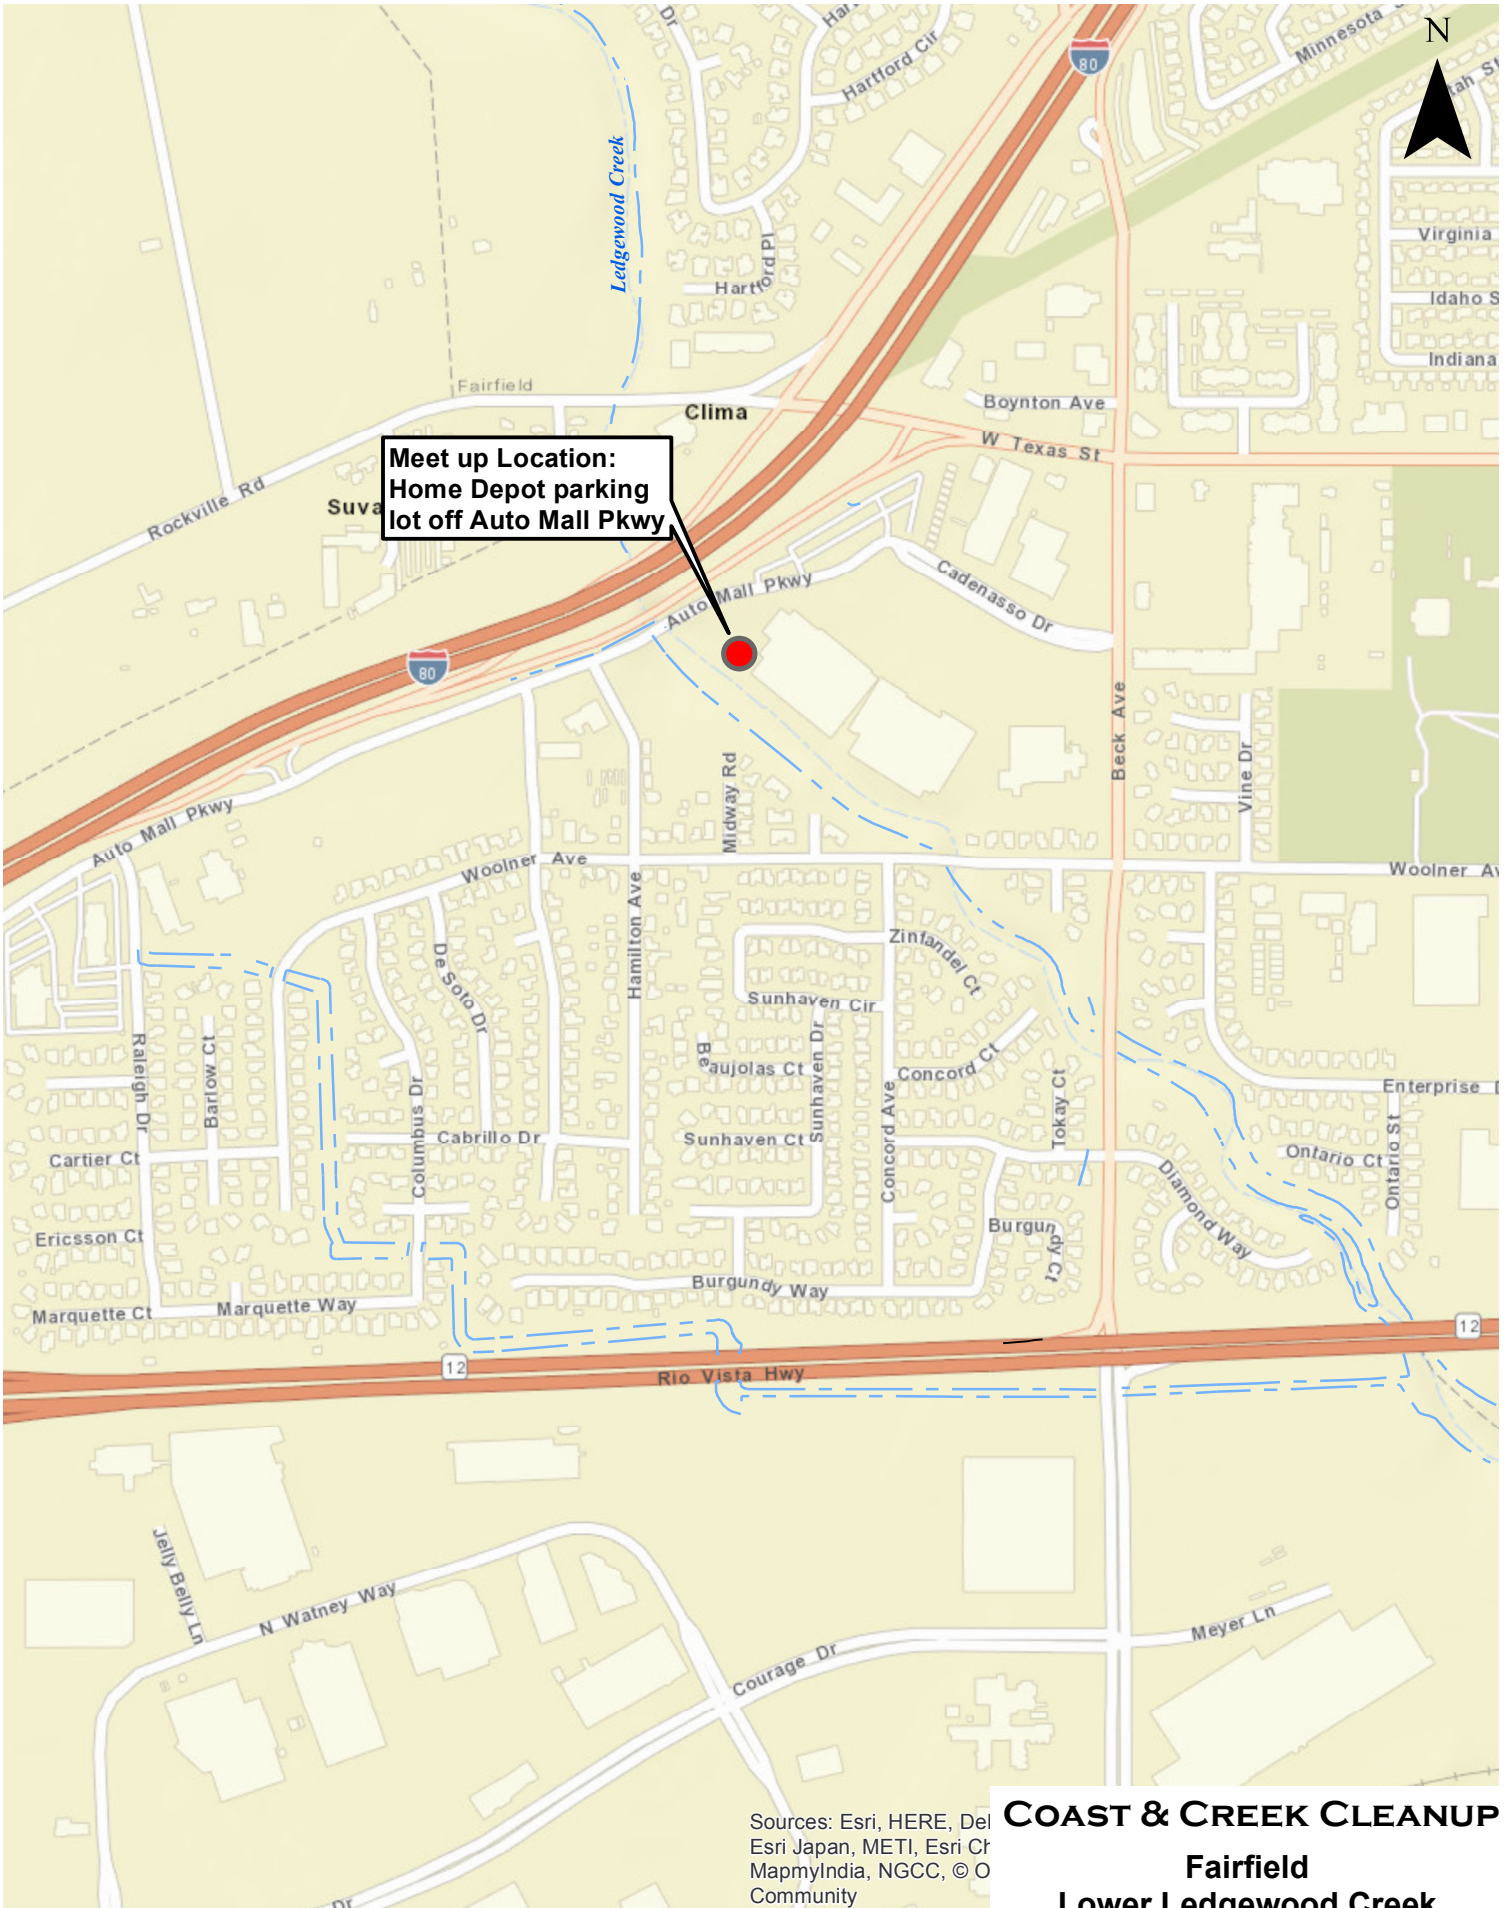 Dr
Har
80
Minnesota
N
Hartford Cir
Utah St
Ledgewood Creek
Virginia
Hartford Pl
Idaho S
Indiana
Fairfield
Clima
Boynton Ave
W Texas St
Meet up Location:
Home Depot parking
lot off Auto Mall Pkwy
Rockville Rd
Suva
Auto Mall Pkwy
Cadenasso Dr
80
Beck Ave
Midway Rd
Vine Dr
Auto Mall Pkwy
Woolner Ave
Woolner Av
Hamilton Ave
De Soto Dr
Zinfandel Ct
Sunhaven Cir
Raleigh Dr
Barlow Ct
Beaujolas Ct
Sunhaven Dr
Concord Ct
Tokay Ct
Enterprise D
Columbus Dr
Concord Ave
Cabrillo Dr
Sunhaven Ct
Cartier Ct
Ontario Ct
Ontario St
Diamond Way
Ericsson Ct
Burgundy Ct
Burgundy Way
Marquette Ct
Marquette Way
12
12
Rio Vista Hwy
Jelly Belly Ln
N Watney Way
Meyer Ln
Courage Dr
Dr
Sources: Esri, HERE, Del
Esri Japan, METI, Esri Ch
MapmyIndia, NGCC, © O
Community
COAST & CREEK CLEANUP
Fairfield
Lower Ledgewood Creek